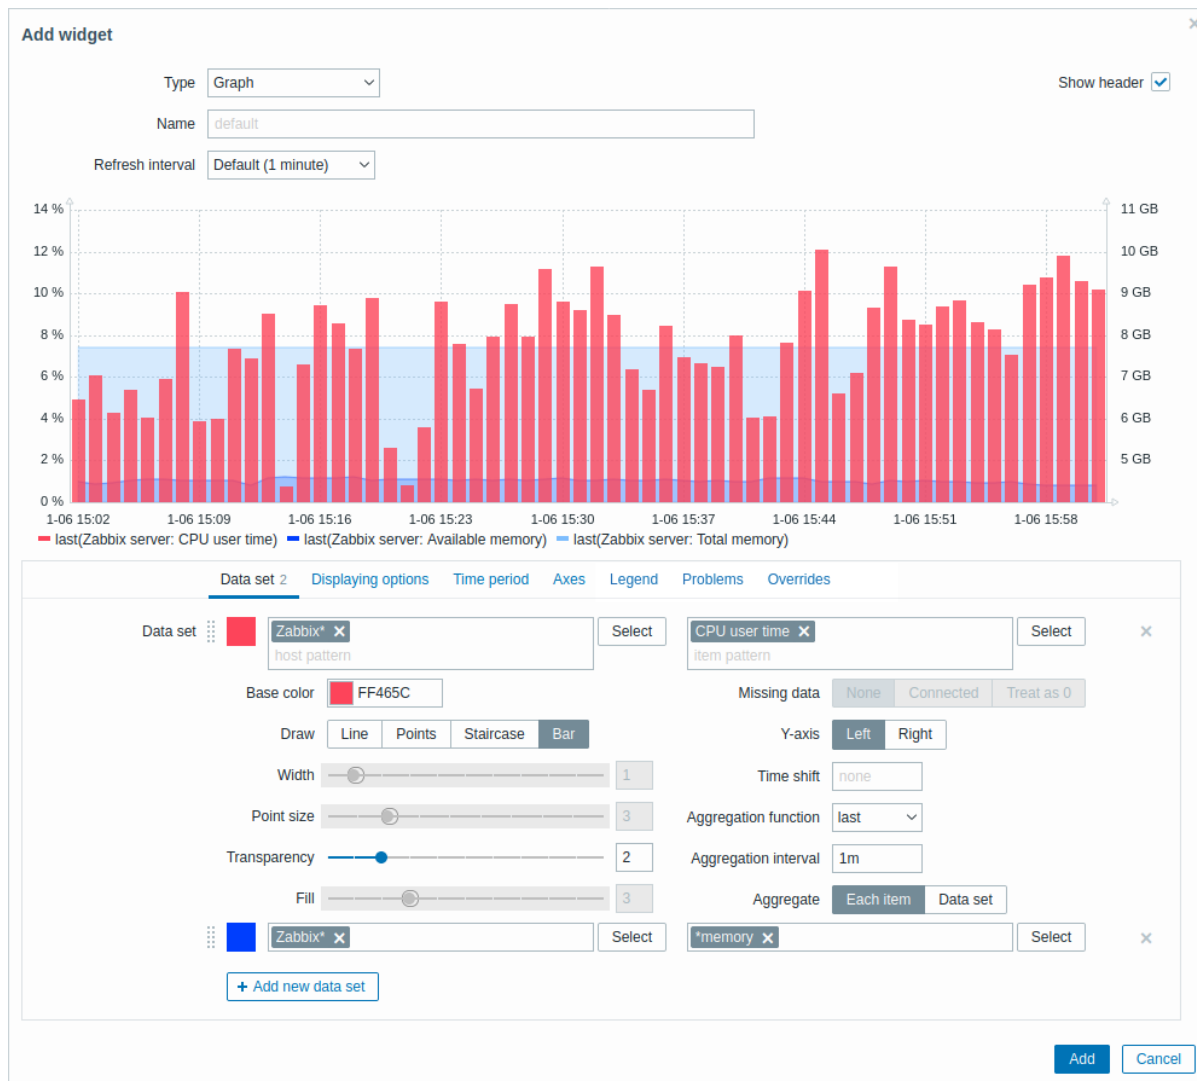 Add widget
Type Graph Show header
Name default
Refresh interval Default (1 minute)
14 % 11 GB
12 % 10 GB
10 % 9 GB
8 % 8 GB
6 % 7 GB
4 % 6 GB
2 % 5 GB
0 %
1-06 15:02 1-06 15:09 1-06 15:16 1-06 15:23 1-06 15:30 1-06 15:37 1-06 15:44 1-06 15:51 1-06 15:58
last(Zabbix server: CPU user time) last(Zabbix server: Available memory) last(Zabbix server: Total memory)
Data set 2 Displaying options Time period Axes Legend Problems Overrides
Data set Zabbix* Select CPU user time Select
host pattern item pattern
Base color FF465C Missing data None Connected Treat as 0
Draw Line Points Staircase Bar Y-axis Left Right
Width 1 Time shift none
Point size 3 Aggregation function last
Transparency 2 Aggregation interval 1m
Fill 3 Aggregate Each item Data set
Zabbix* Select *memory Select
+ Add new data set
Add Cancel